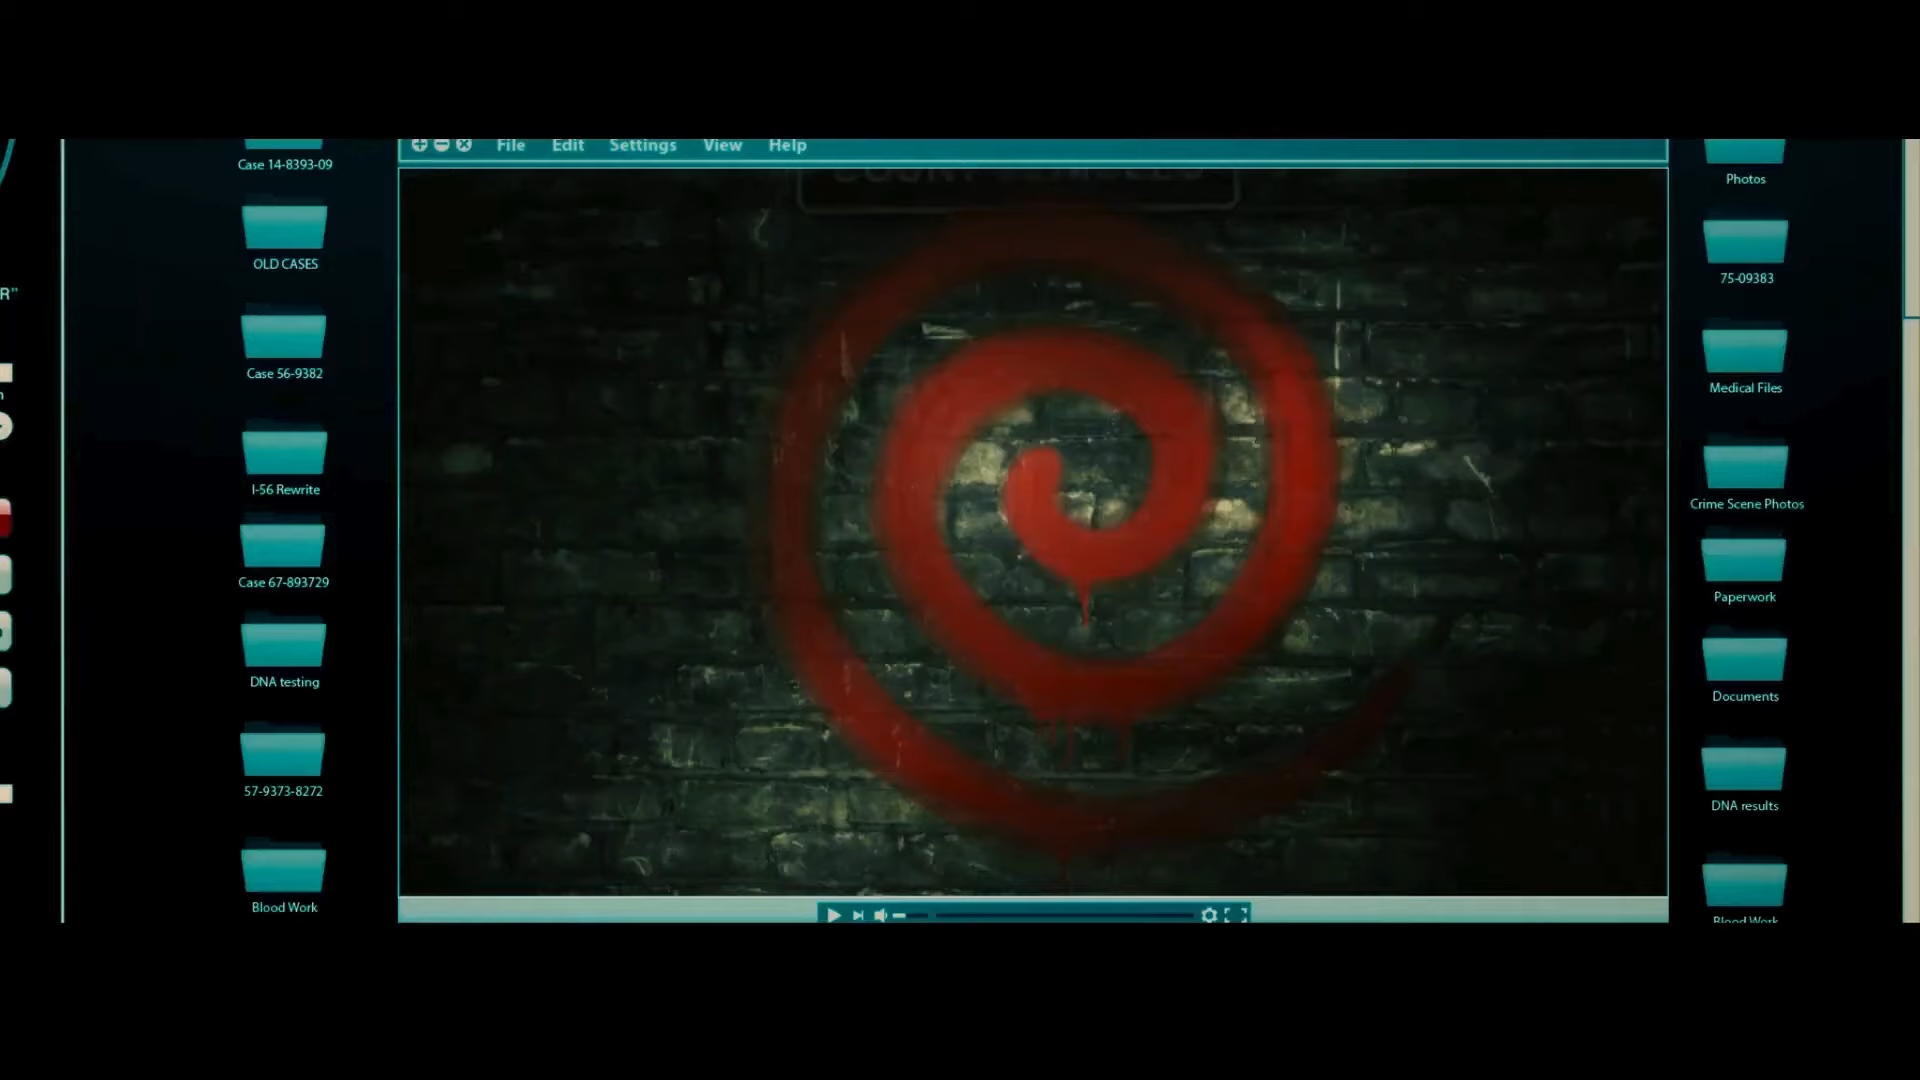 File Edit Settings View Help
Case 14-8393-09
OLD CASES
Case 56-9382
I-56 Rewrite
Case 67-893729
DNA testing
57-9373-8272
Blood Work
Photos
75-09383
Medical Files
Crime Scene Photos
Paperwork
Documents
DNA results
Blood Work
R"